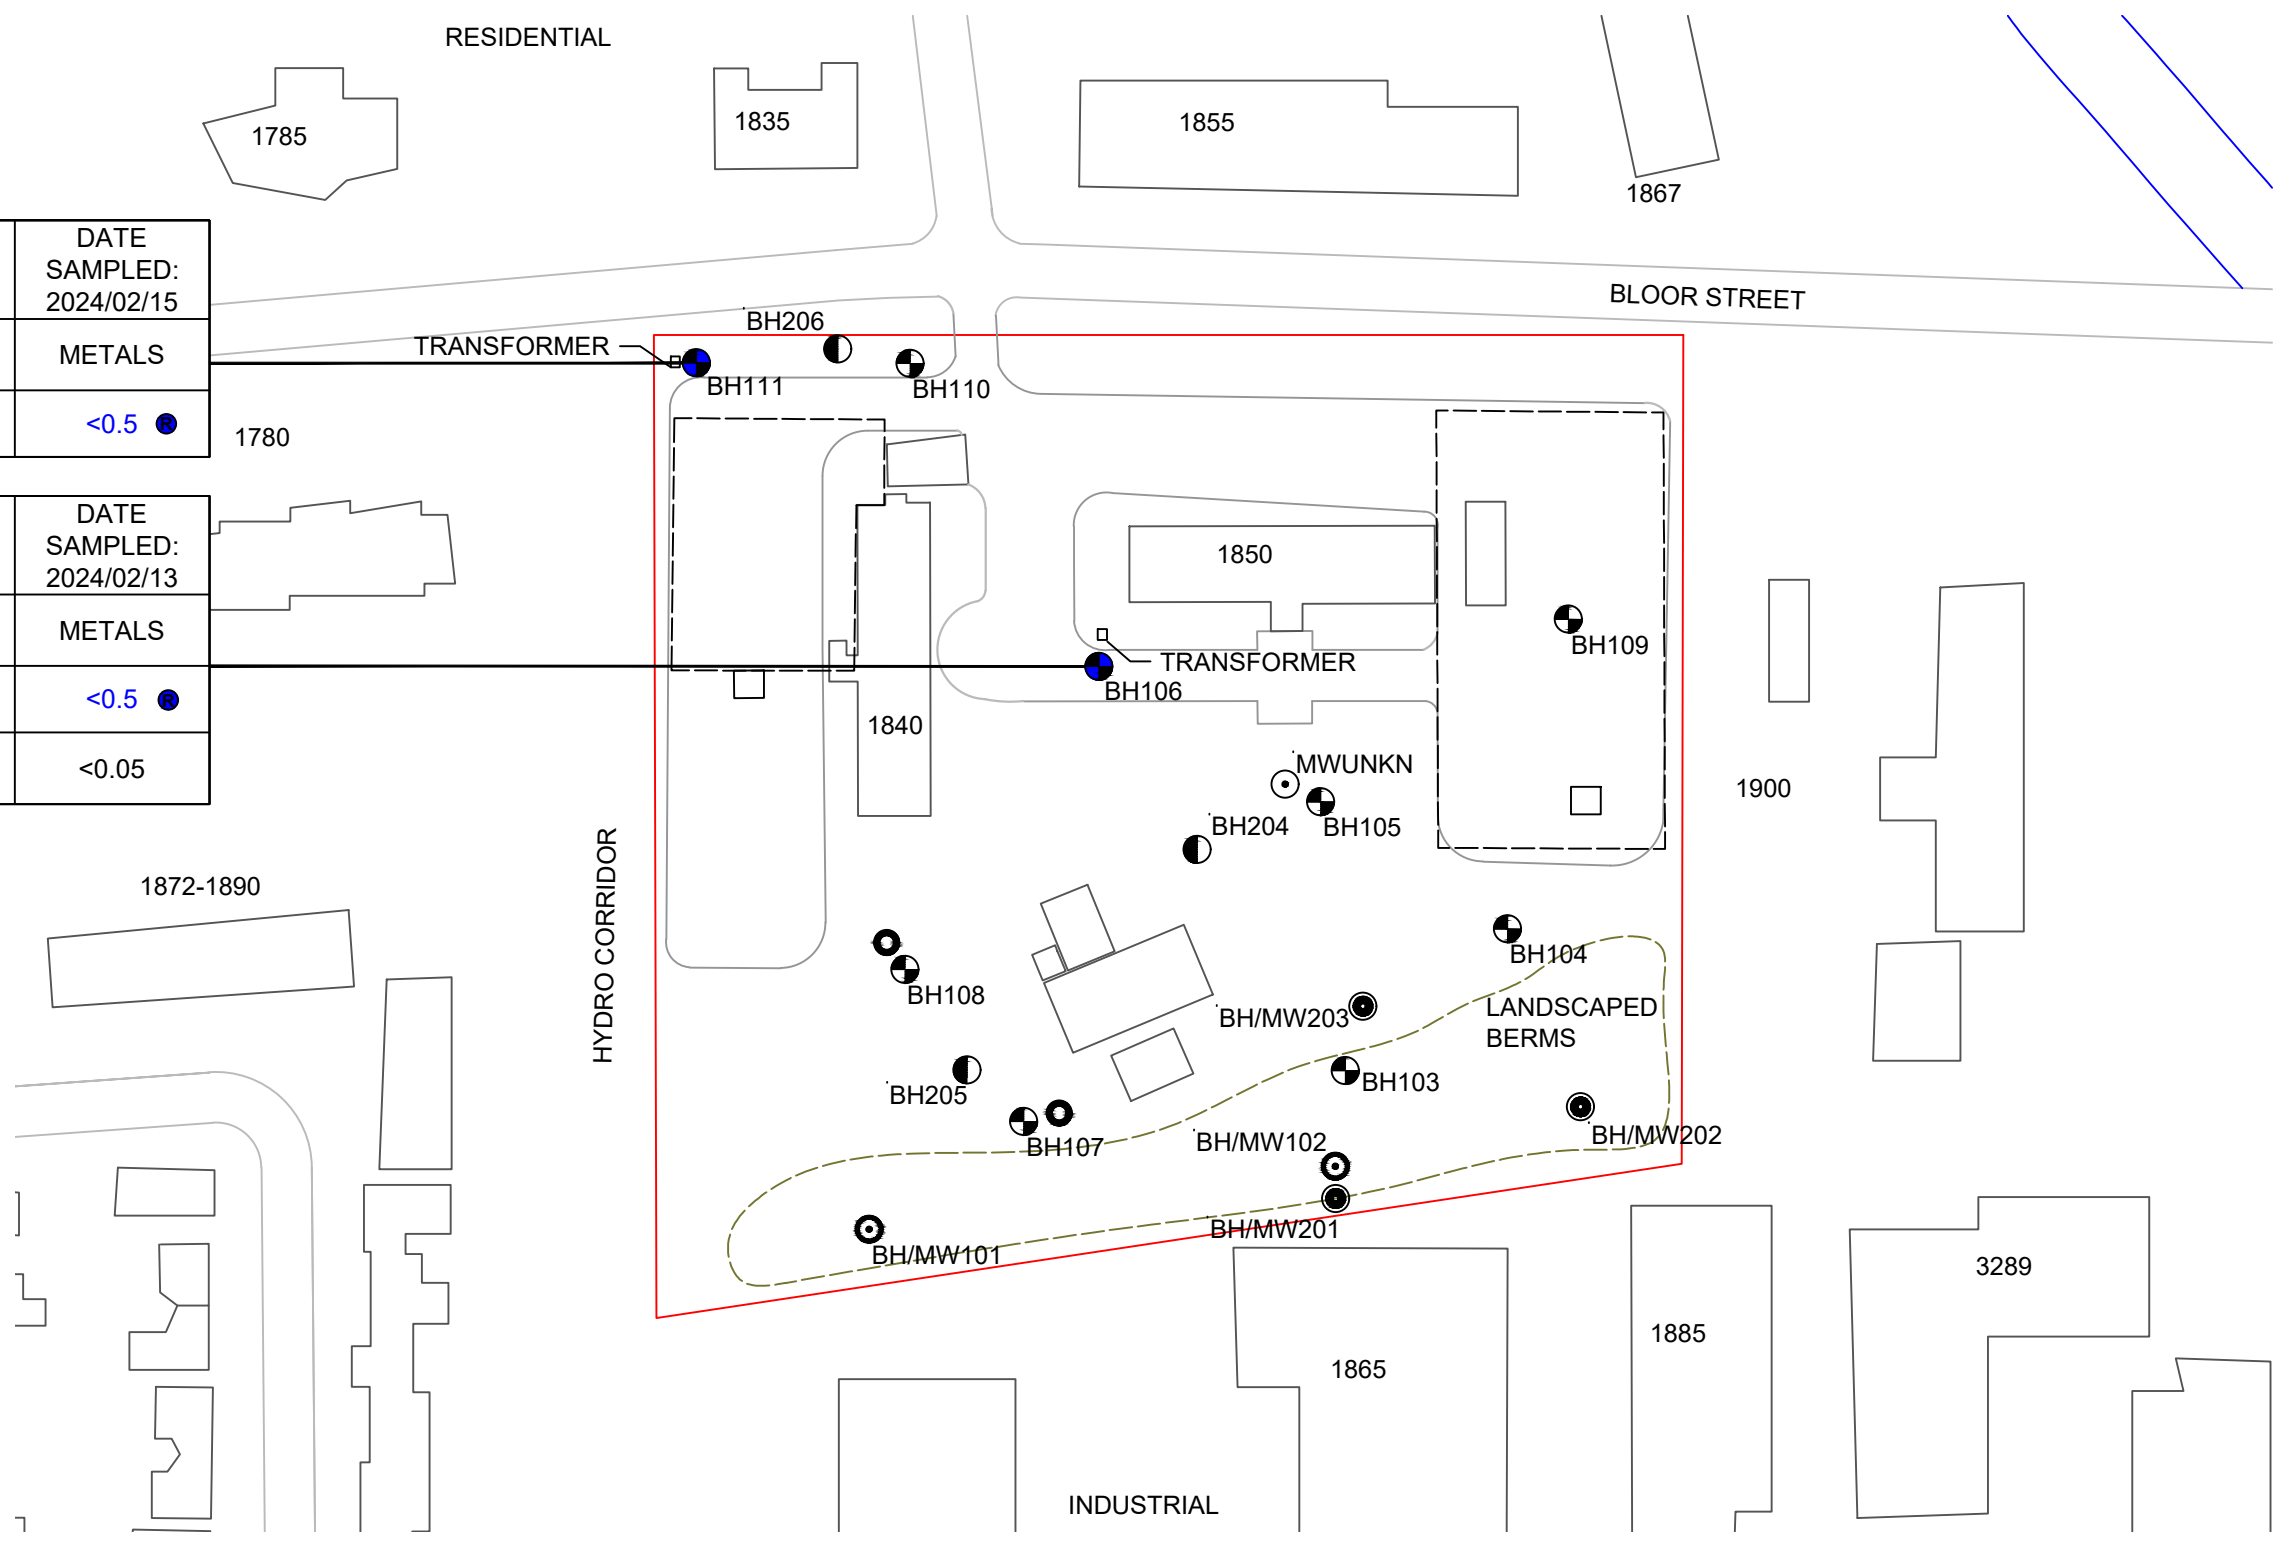 RESIDENTIAL
1785
1835
1855
1867
BLOOR STREET
DATE
SAMPLED:
2024/02/15
METALS
<0.5 R
TRANSFORMER
BH206
BH111
BH110
1780
DATE
SAMPLED:
2024/02/13
METALS
<0.5 R
<0.05
1850
BH109
TRANSFORMER
BH106
1840
MWUNKN
BH105
BH204
1900
1872-1890
HYDRO CORRIDOR
BH108
BH104
LANDSCAPED
BERMS
BH/MW203
BH103
BH205
BH107
BH/MW102
BH/MW202
BH/MW201
BH/MW101
3289
1885
1865
INDUSTRIAL